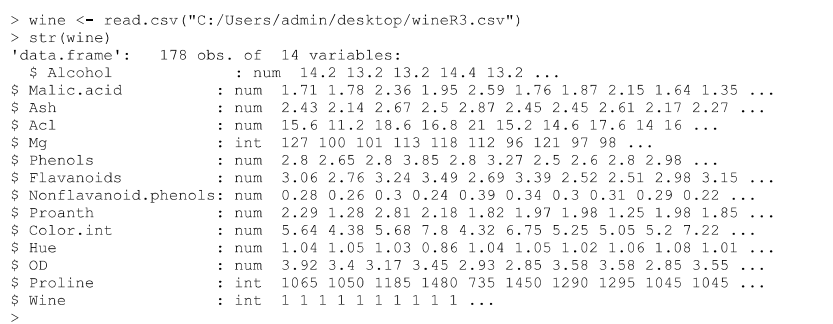 > wine <- read.csv("C:/Users/admin/desktop/wineR3.csv")
> str(wine)
'data.frame':   178 obs. of  14 variables:
  $ Alcohol             : num  14.2 13.2 13.2 14.4 13.2 ...
$ Malic.acid          : num  1.71 1.78 2.36 1.95 2.59 1.76 1.87 2.15 1.64 1.35 ...
$ Ash                 : num  2.43 2.14 2.67 2.5 2.87 2.45 2.45 2.61 2.17 2.27 ...
$ Acl                 : num  15.6 11.2 18.6 16.8 21 15.2 14.6 17.6 14 16 ...
$ Mg                  : int  127 100 101 113 118 112 96 121 97 98 ...
$ Phenols             : num  2.8 2.65 2.8 3.85 2.8 3.27 2.5 2.6 2.8 2.98 ...
$ Flavanoids          : num  3.06 2.76 3.24 3.49 2.69 3.39 2.52 2.51 2.98 3.15 ...
$ Nonflavanoid.phenols: num  0.28 0.26 0.3 0.24 0.39 0.34 0.3 0.31 0.29 0.22 ...
$ Proanth             : num  2.29 1.28 2.81 2.18 1.82 1.97 1.98 1.25 1.98 1.85 ...
$ Color.int           : num  5.64 4.38 5.68 7.8 4.32 6.75 5.25 5.05 5.2 7.22 ...
$ Hue                 : num  1.04 1.05 1.03 0.86 1.04 1.05 1.02 1.06 1.08 1.01 ...
$ OD                  : num  3.92 3.4 3.17 3.45 2.93 2.85 3.58 3.58 2.85 3.55 ...
$ Proline             : int  1065 1050 1185 1480 735 1450 1290 1295 1045 1045 ...
$ Wine                : int  1 1 1 1 1 1 1 1 1 1 ...
>